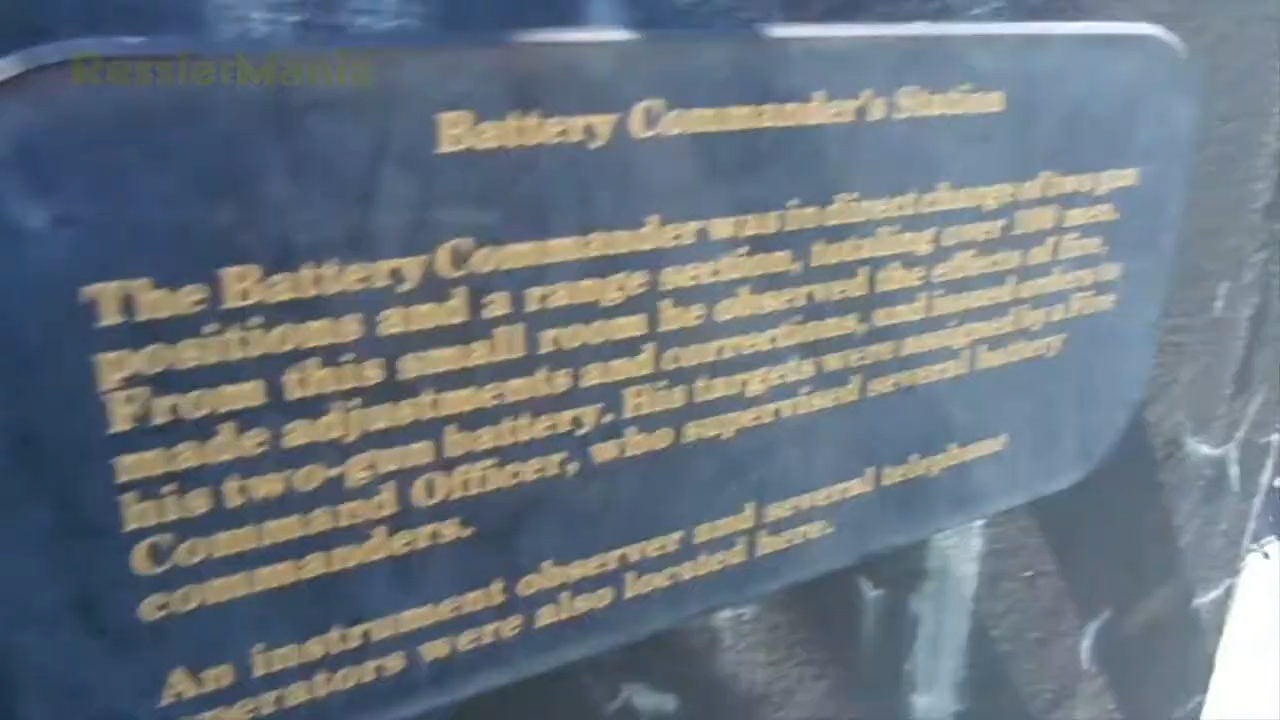 RessietMania
Battery Commander's Station
The Battery Commander was in direct charge of two gun
positions and a range section, totaling over 100 men.
From this small room he observed the effects of fire,
made adjustments and corrections, and issued orders to
his two-gun battery. His targets were assigned by a Fire
Command Officer, who supervised several battery
commanders.
An instrument observer and several telephone
operators were also located here.